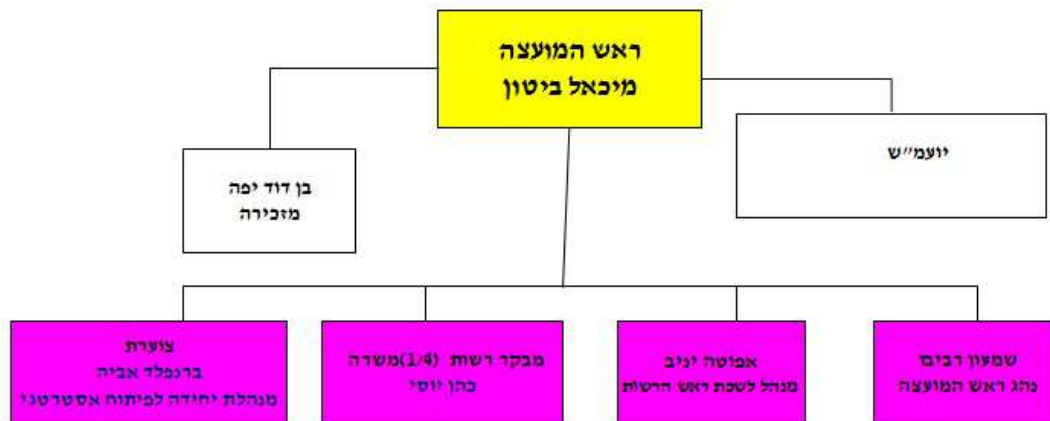 ראש המועצה
מיכאל ביטון
יועמ״ש
בן דוד יפה
מזכירה
שמעון רביבו
נהג ראש המועצה
אפוטה יניב
מנהל לשכת ראש הרשות
מבקר רשות (1/4)משרה
כהן יוסי
צוערת
ברנפלד אביה
מנהלת יחידה לפיתוח אסטרטגי